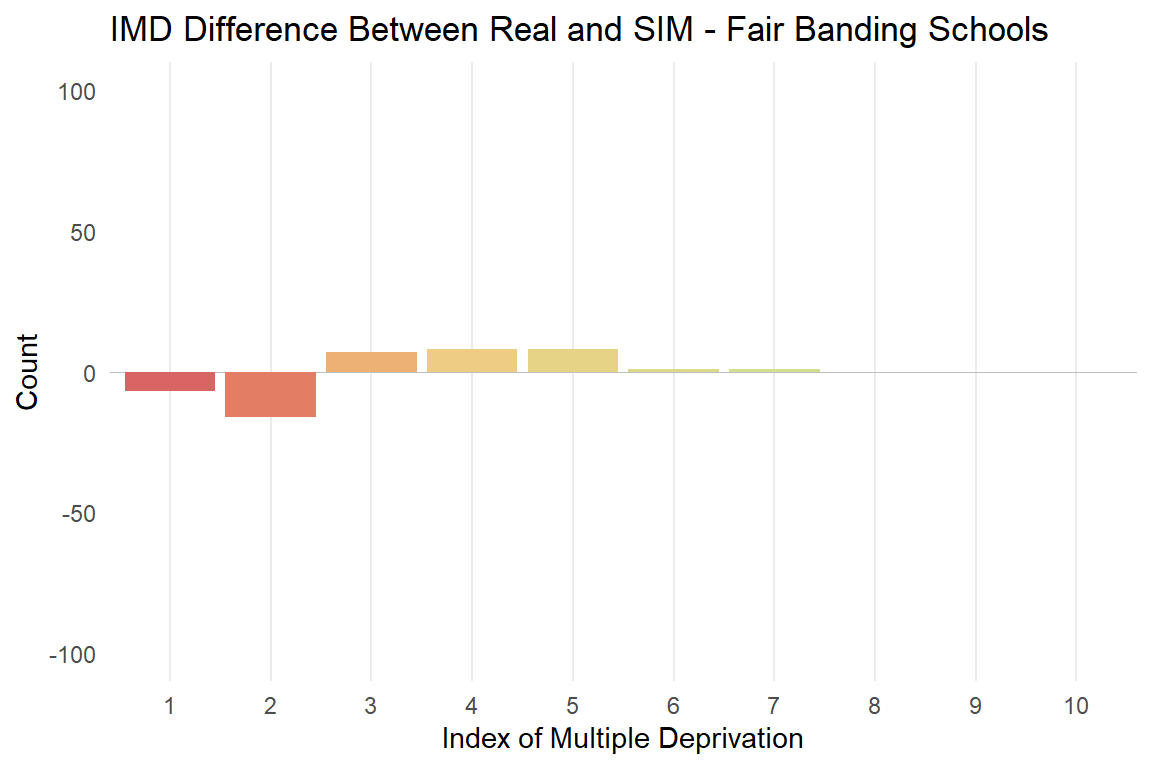 IMD Difference Between Real and SIM - Fair Banding Schools
100
50
0
-50
-100
Count
1 2 3 4 5 6 7 8 9 10
Index of Multiple Deprivation